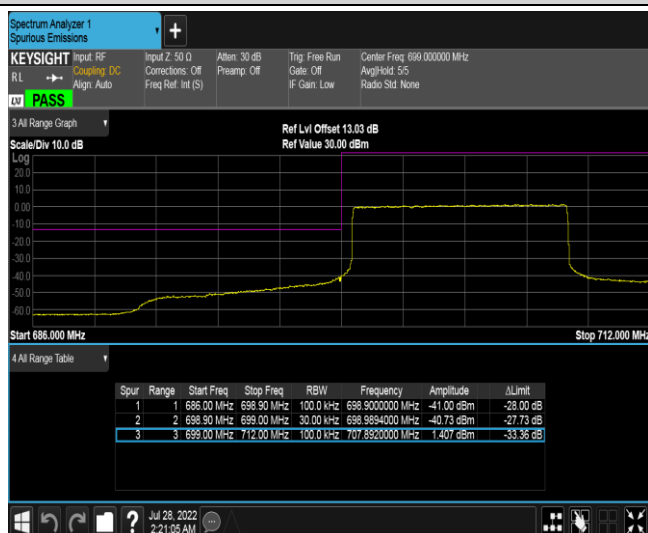 Spectrum Analyzer 1
Spurious Emissions
KEYSIGHT Input: RF Input Z: 50 Ω Atten: 30 dB Trig: Free Run Center Freq: 699.000000 MHz
RL Coupling: DC Corrections: Off Preamp: Off Gate: Off Avg|Hold: 5/5
Align: Auto Freq Ref: Int (S) IF Gain: Low Radio Std: None
LXI PASS
3 All Range Graph
Ref Lvl Offset 13.03 dB
Scale/Div 10.0 dB Ref Value 30.00 dBm
Log
20.0
10.0
0.00
-10.0
-20.0
-30.0
-40.0
-50.0
-60.0
Start 686.000 MHz Stop 712.000 MHz
4 All Range Table
Spur Range Start Freq Stop Freq RBW Frequency Amplitude ΔLimit
1 1 686.00 MHz 698.90 MHz 100.0 kHz 698.9000000 MHz -41.00 dBm -28.00 dB
2 2 698.90 MHz 699.00 MHz 30.00 kHz 698.9894000 MHz -40.73 dBm -27.73 dB
3 3 699.00 MHz 712.00 MHz 100.0 kHz 707.8920000 MHz 1.407 dBm -33.36 dB
Jul 28, 2022
2:21:05 AM